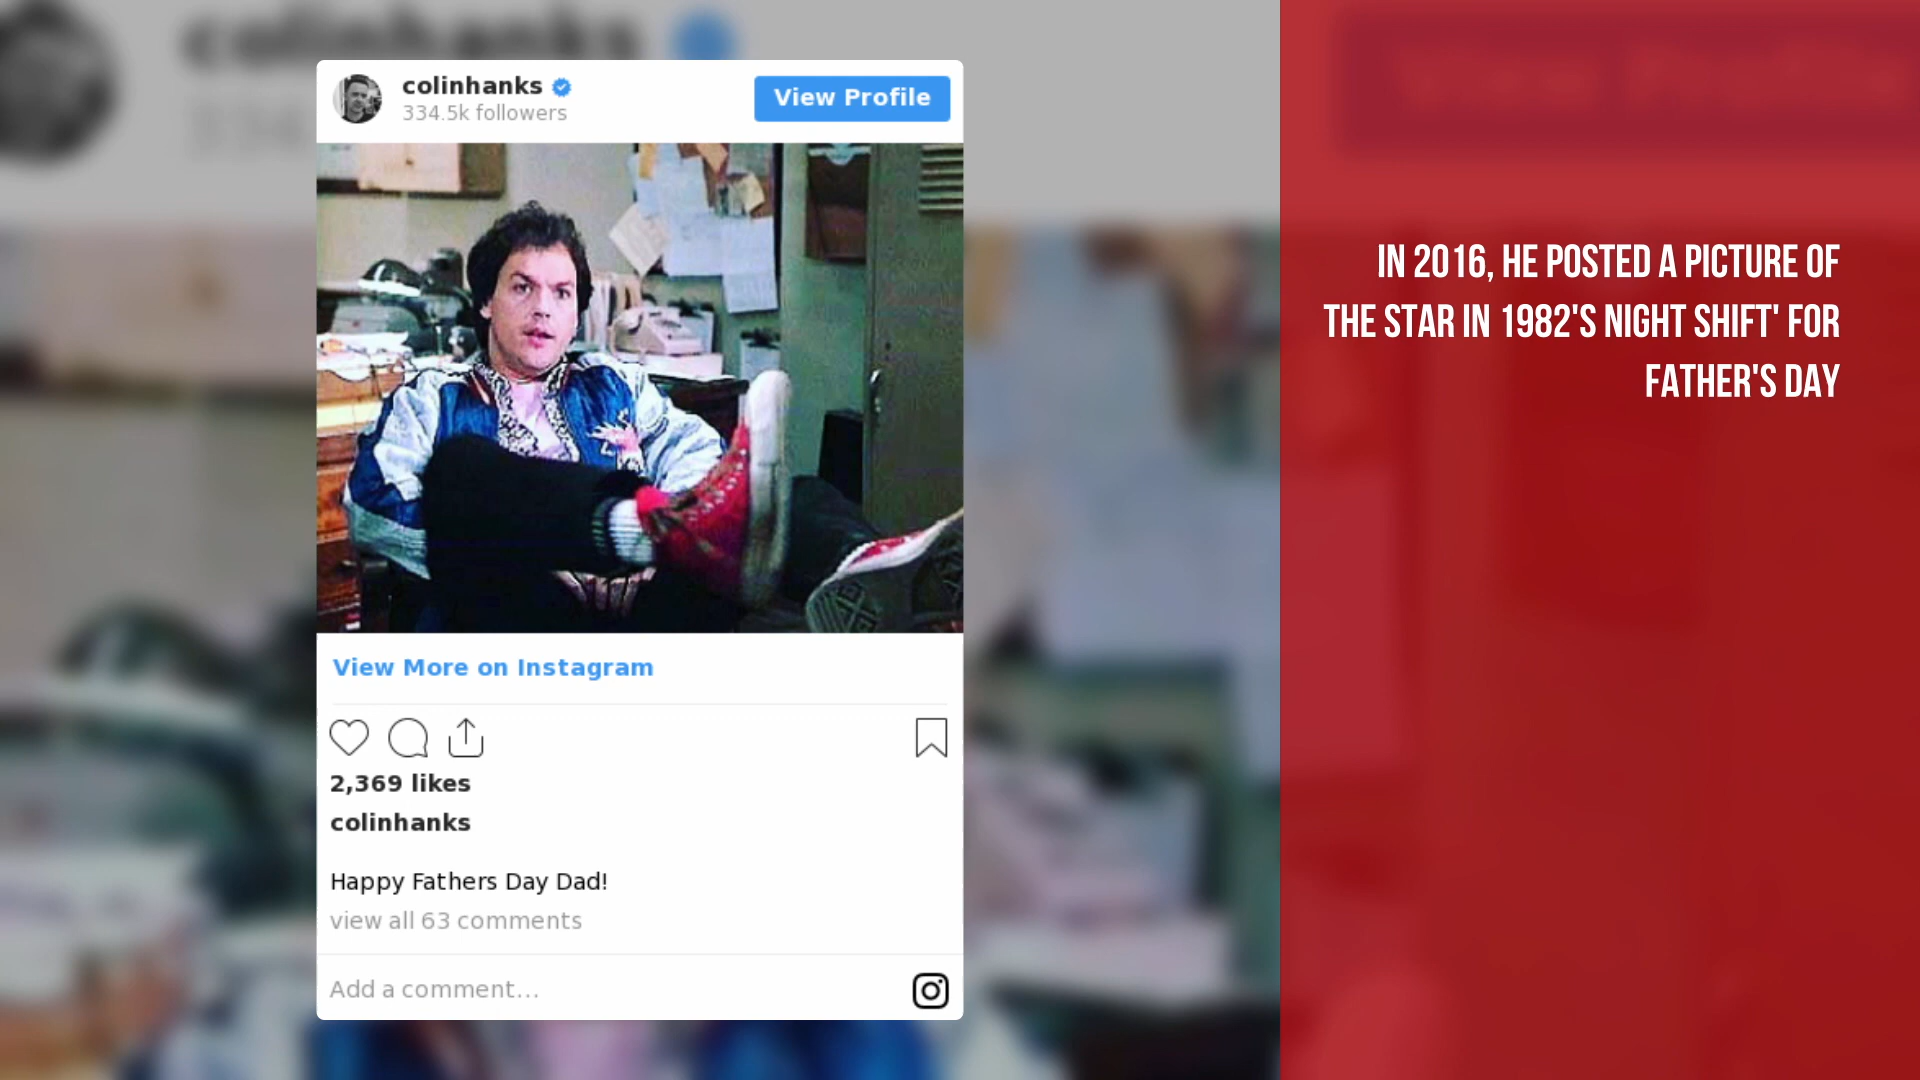 colinhanks
334.5k followers
View Profile
View More on Instagram
2,369 likes
colinhanks
Happy Fathers Day Dad!
view all 63 comments
Add a comment...
IN 2016, HE POSTED A PICTURE OF
THE STAR IN 1982'S NIGHT SHIFT' FOR
FATHER'S DAY